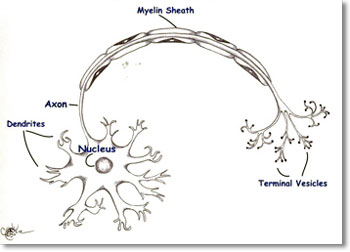 Myelin Sheath
Axon
Dendrites
Nucleus
Terminal Vesicles